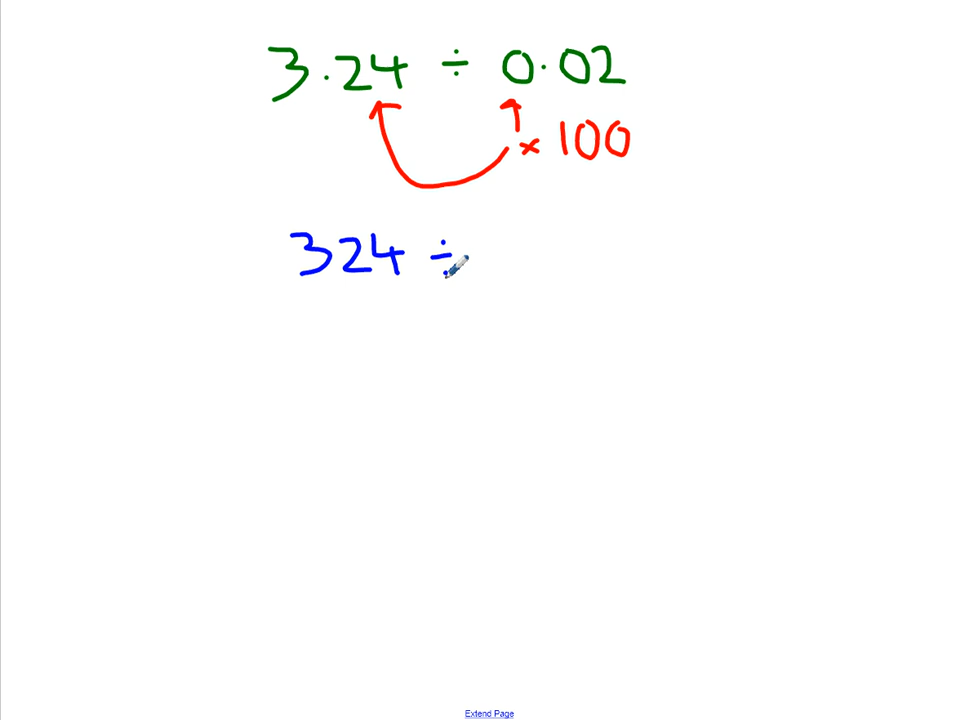 3.24 ÷ 0.02
× 100
324 ÷
Extend Page